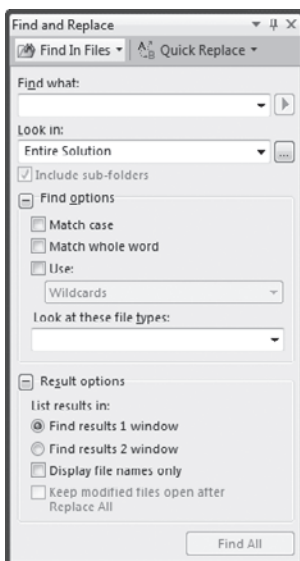 Find and Replace
Find In Files Quick Replace
Find what:
Look in:
Entire Solution ...
Include sub-folders
Find options
Match case
Match whole word
Use:
Wildcards
Look at these file types:
Result options
List results in:
Find results 1 window
Find results 2 window
Display file names only
Keep modified files open after
Replace All
Find All